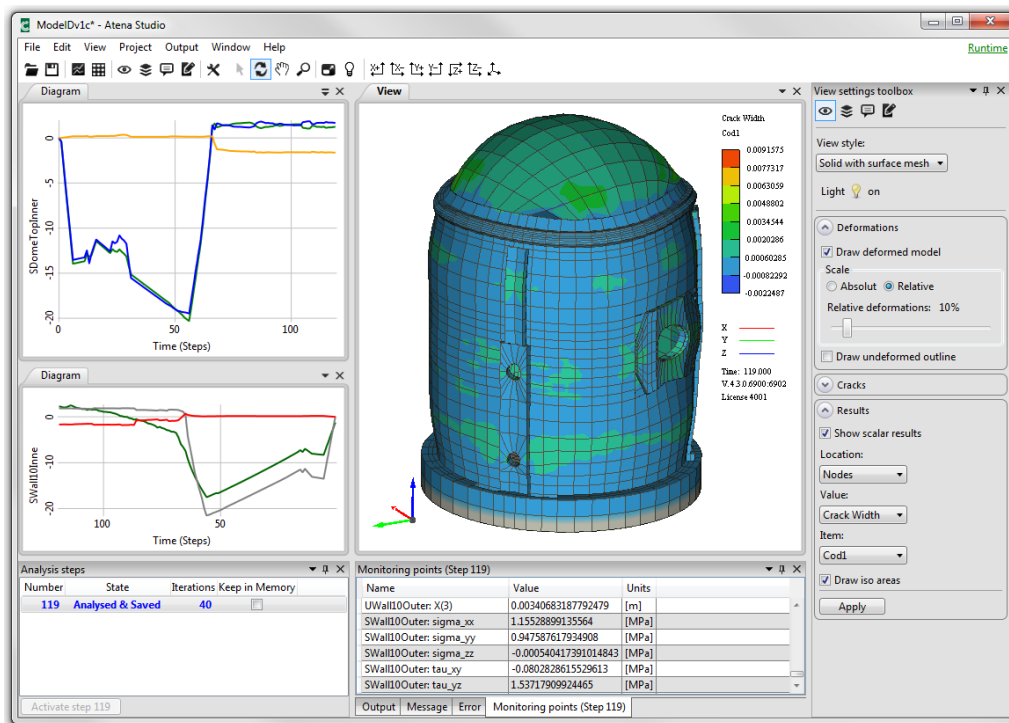 ModelDv1c* - Atena Studio
File Edit View Project Output Window Help
Runtime
Diagram
SDomeTopInner
0
-5
-10
-15
-20
0 50 100
Time (Steps)
Diagram
SWall10Inne
0
-10
-20
100 50
Time (Steps)
View
Crack Width
Cod1
0.0091575
0.0077317
0.0063059
0.0048802
0.0034544
0.0020286
0.00060285
-0.00082292
-0.0022487
X
Y
Z
Time: 119.000
V.4.3.0.6900:6902
License 4001
View settings toolbox
View style:
Solid with surface mesh
Light on
Deformations
Draw deformed model
Scale
Absolut Relative
Relative deformations: 10%
Draw undeformed outline
Cracks
Results
Show scalar results
Location:
Nodes
Value:
Crack Width
Item:
Cod1
Draw iso areas
Apply
Analysis steps
Number State Iterations Keep in Memory
119 Analysed & Saved 40
Activate step 119
Monitoring points (Step 119)
Name Value Units
UWall10Outer: X(3) 0.00340683187792479 [m]
SWall10Outer: sigma_xx 1.15528899135564 [MPa]
SWall10Outer: sigma_yy 0.947587617934908 [MPa]
SWall10Outer: sigma_zz -0.000540417391014843 [MPa]
SWall10Outer: tau_xy -0.0802828615529613 [MPa]
SWall10Outer: tau_yz 1.53717909924465 [MPa]
Output Message Error Monitoring points (Step 119)